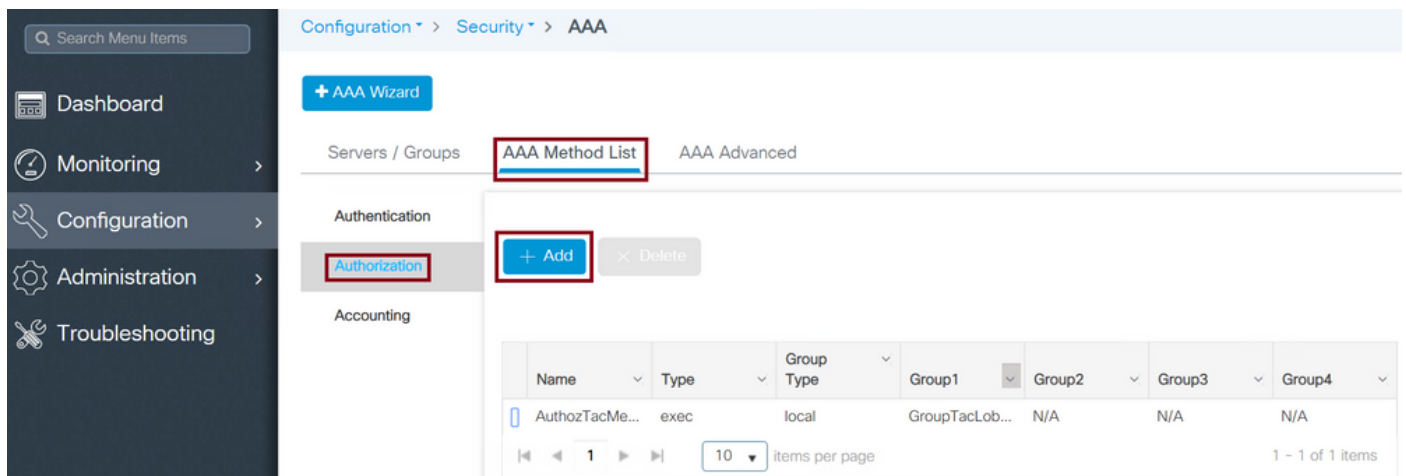 Search Menu Items
Dashboard
Monitoring
Configuration
Administration
Troubleshooting
Configuration > Security > AAA
+ AAA Wizard
Servers / Groups AAA Method List AAA Advanced
Authentication
Authorization
Accounting
+ Add × Delete
Name Type Group Type Group1 Group2 Group3 Group4
AuthozTacMe... exec local GroupTacLob... N/A N/A N/A
1 10 items per page 1 - 1 of 1 items